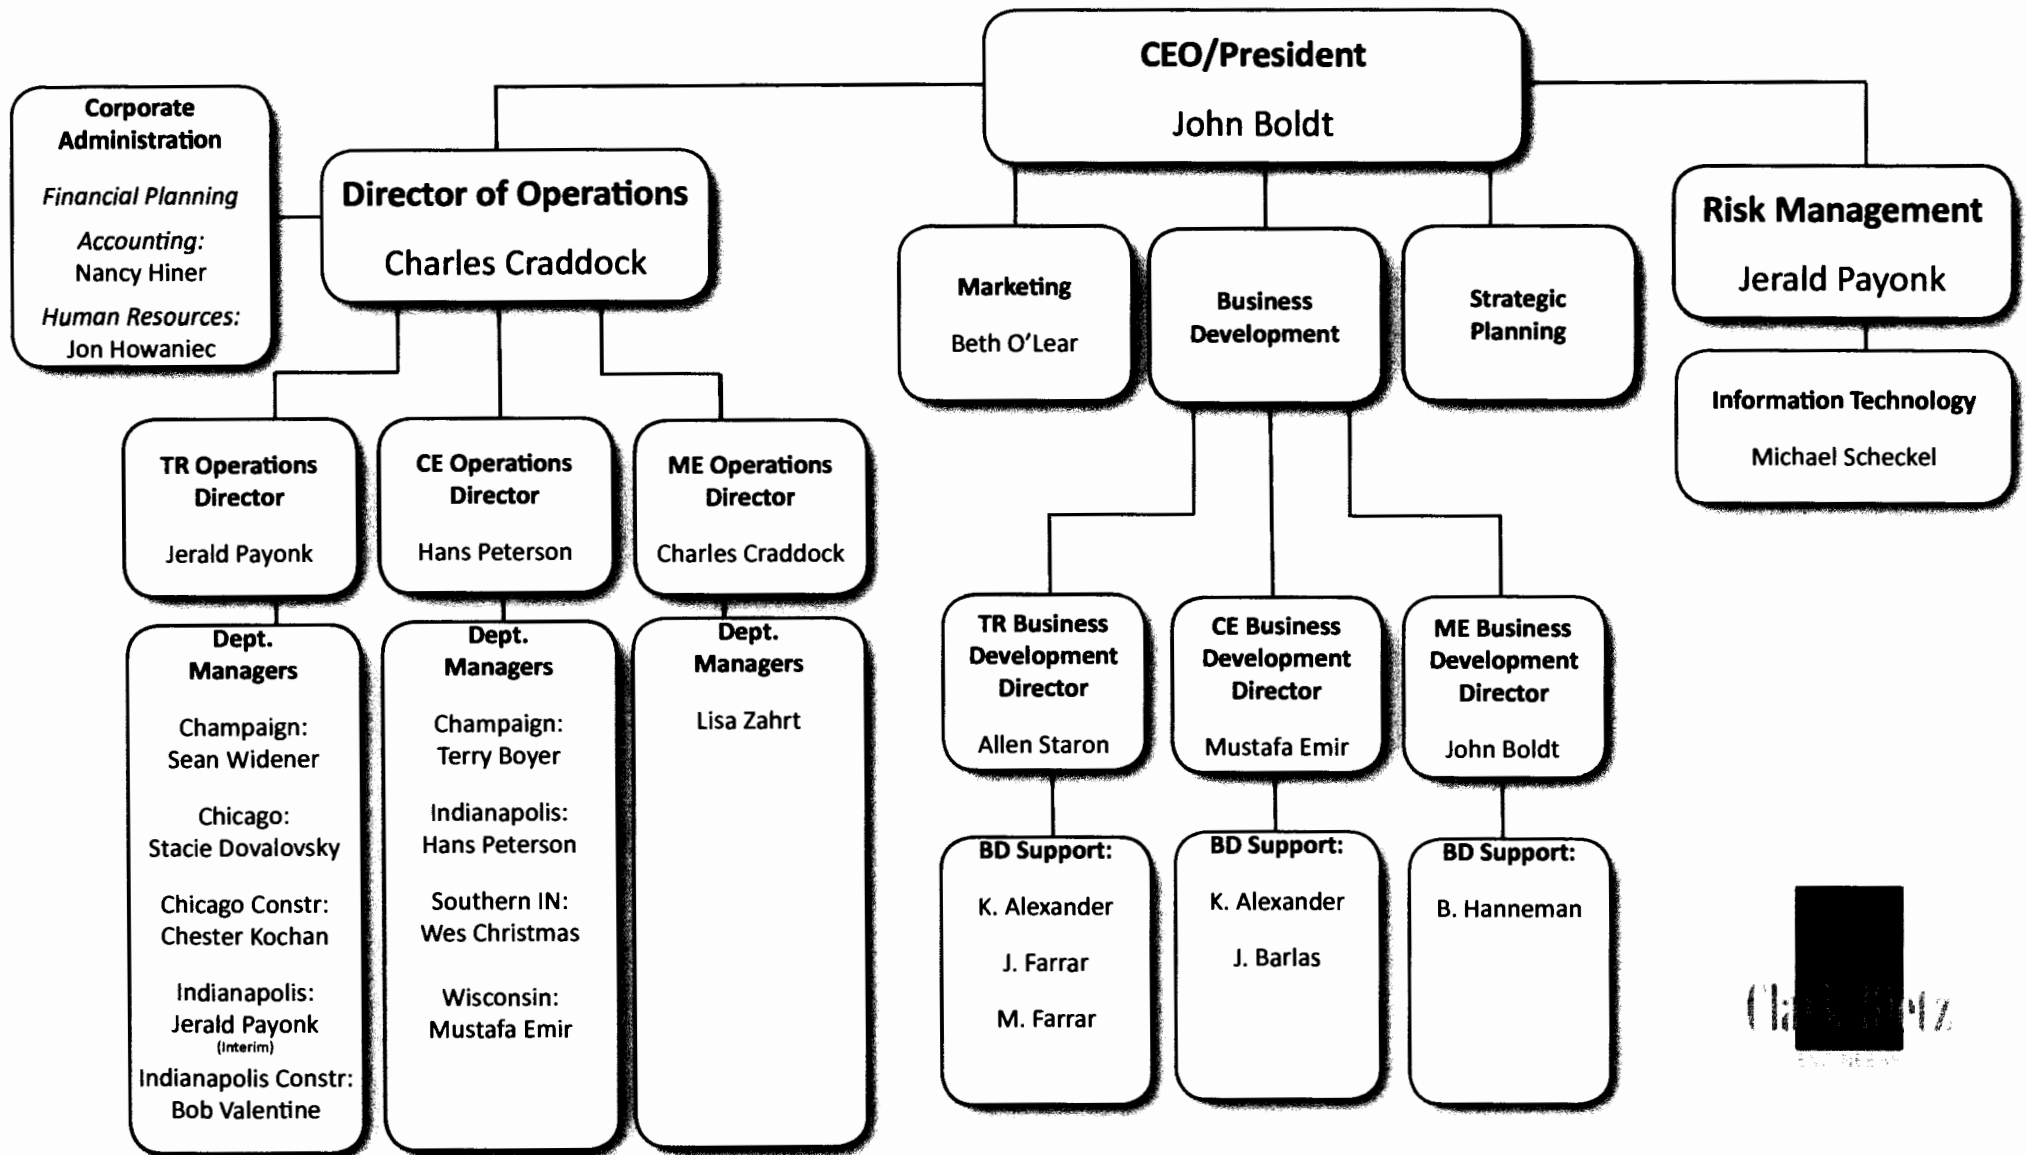 CEO/President
John Boldt
Corporate
Administration
Financial Planning
Accounting:
Nancy Hiner
Human Resources:
Jon Howaniec
Director of Operations
Charles Craddock
Marketing
Beth O'Lear
Business
Development
Strategic
Planning
Risk Management
Jerald Payonk
Information Technology
Michael Scheckel
TR Operations
Director
Jerald Payonk
CE Operations
Director
Hans Peterson
ME Operations
Director
Charles Craddock
Dept.
Managers
Champaign:
Sean Widener
Chicago:
Stacie Dovalovsky
Chicago Constr:
Chester Kochan
Indianapolis:
Jerald Payonk
(Interim)
Indianapolis Constr:
Bob Valentine
Dept.
Managers
Champaign:
Terry Boyer
Indianapolis:
Hans Peterson
Southern IN:
Wes Christmas
Wisconsin:
Mustafa Emir
Dept.
Managers
Lisa Zahrt
TR Business
Development
Director
Allen Staron
CE Business
Development
Director
Mustafa Emir
ME Business
Development
Director
John Boldt
BD Support:
K. Alexander
J. Farrar
M. Farrar
BD Support:
K. Alexander
J. Barlas
BD Support:
B. Hanneman